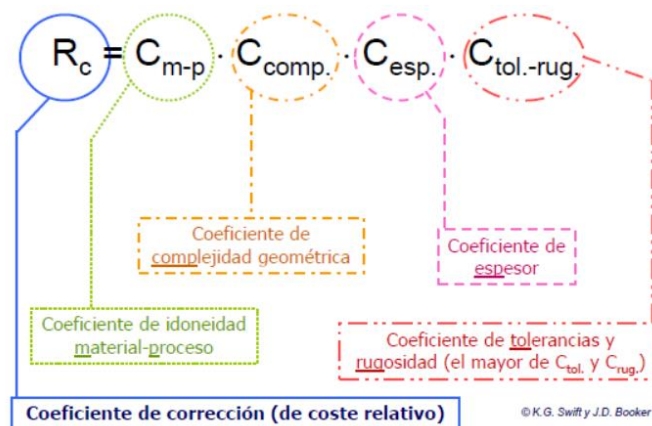 Rc = Cm-p · Ccomp. · Cesp. · Ctol.-rug.
Coeficiente de
complejidad geométrica
Coeficiente de
espesor
Coeficiente de idoneidad
material-proceso
Coeficiente de tolerancias y
rugosidad (el mayor de Ctol. y Crug.)
Coeficiente de corrección (de coste relativo)
© K.G. Swift y J.D. Booker